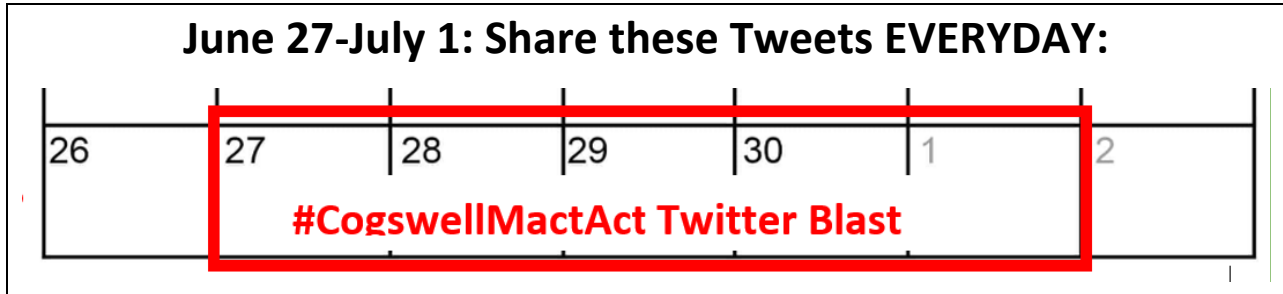 June 27-July 1: Share these Tweets EVERYDAY:
26 27 28 29 30 1 2
#CogswellMactAct Twitter Blast